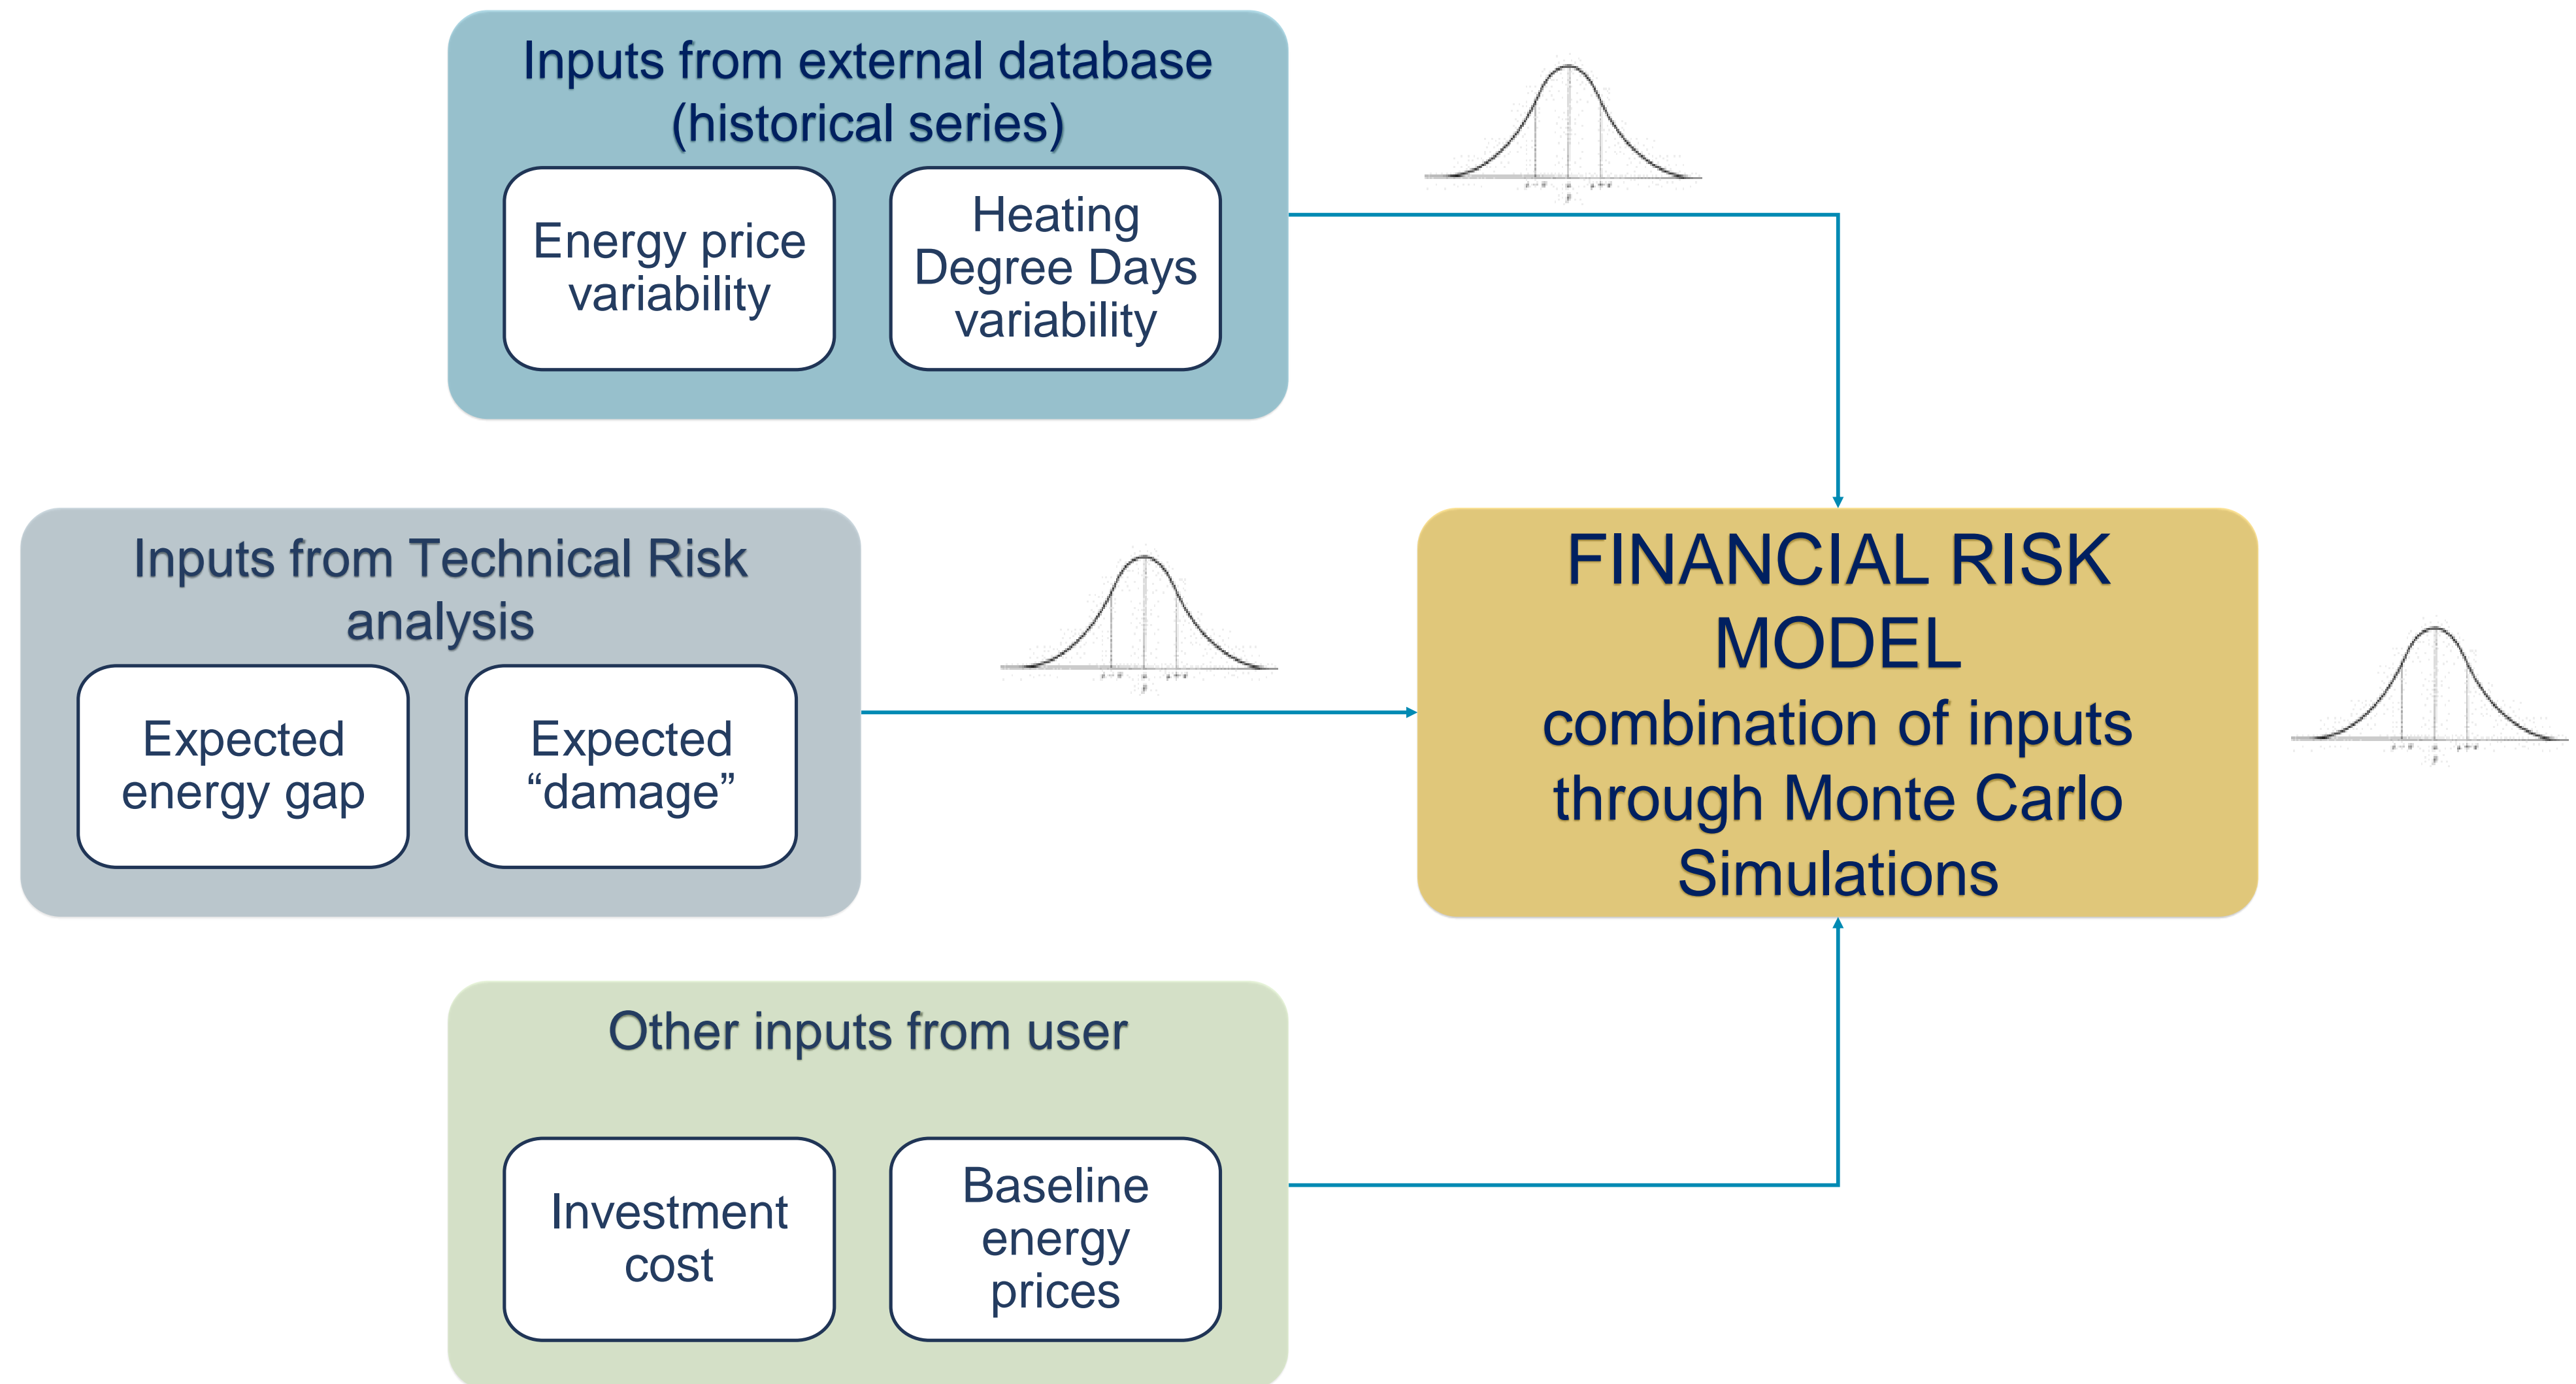 Inputs from external database
(historical series)
Energy price
variability
Heating
Degree Days
variability
Inputs from Technical Risk
analysis
Expected
energy gap
Expected
“damage”
FINANCIAL RISK
MODEL
combination of inputs
through Monte Carlo
Simulations
Other inputs from user
Investment
cost
Baseline
energy
prices